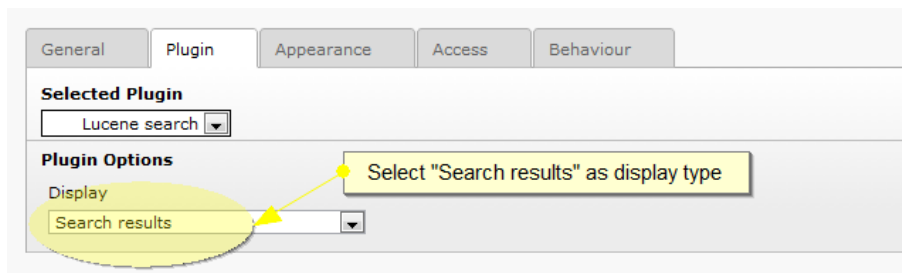 General Plugin Appearance Access Behaviour
Selected Plugin
Lucene search
Plugin Options
Select "Search results" as display type
Display
Search results